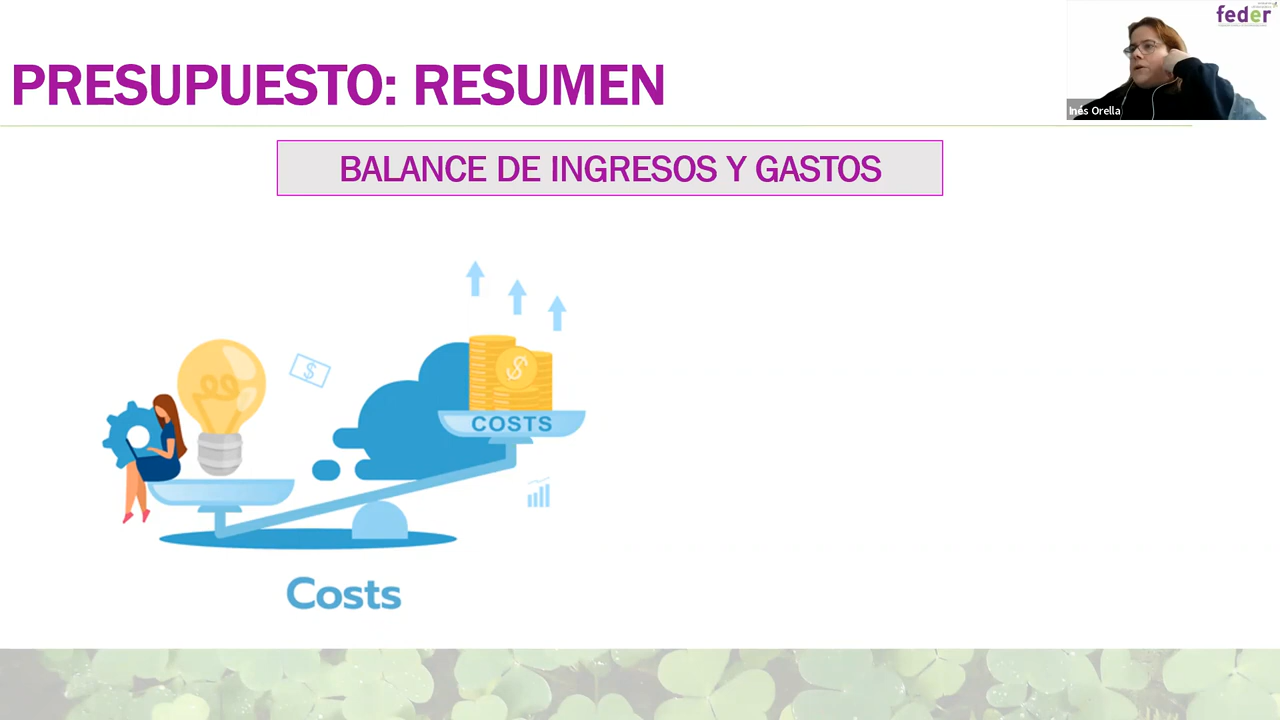 feder
PRESUPUESTO: RESUMEN
Inés Orella
BALANCE DE INGRESOS Y GASTOS
$
$
COSTS
Costs